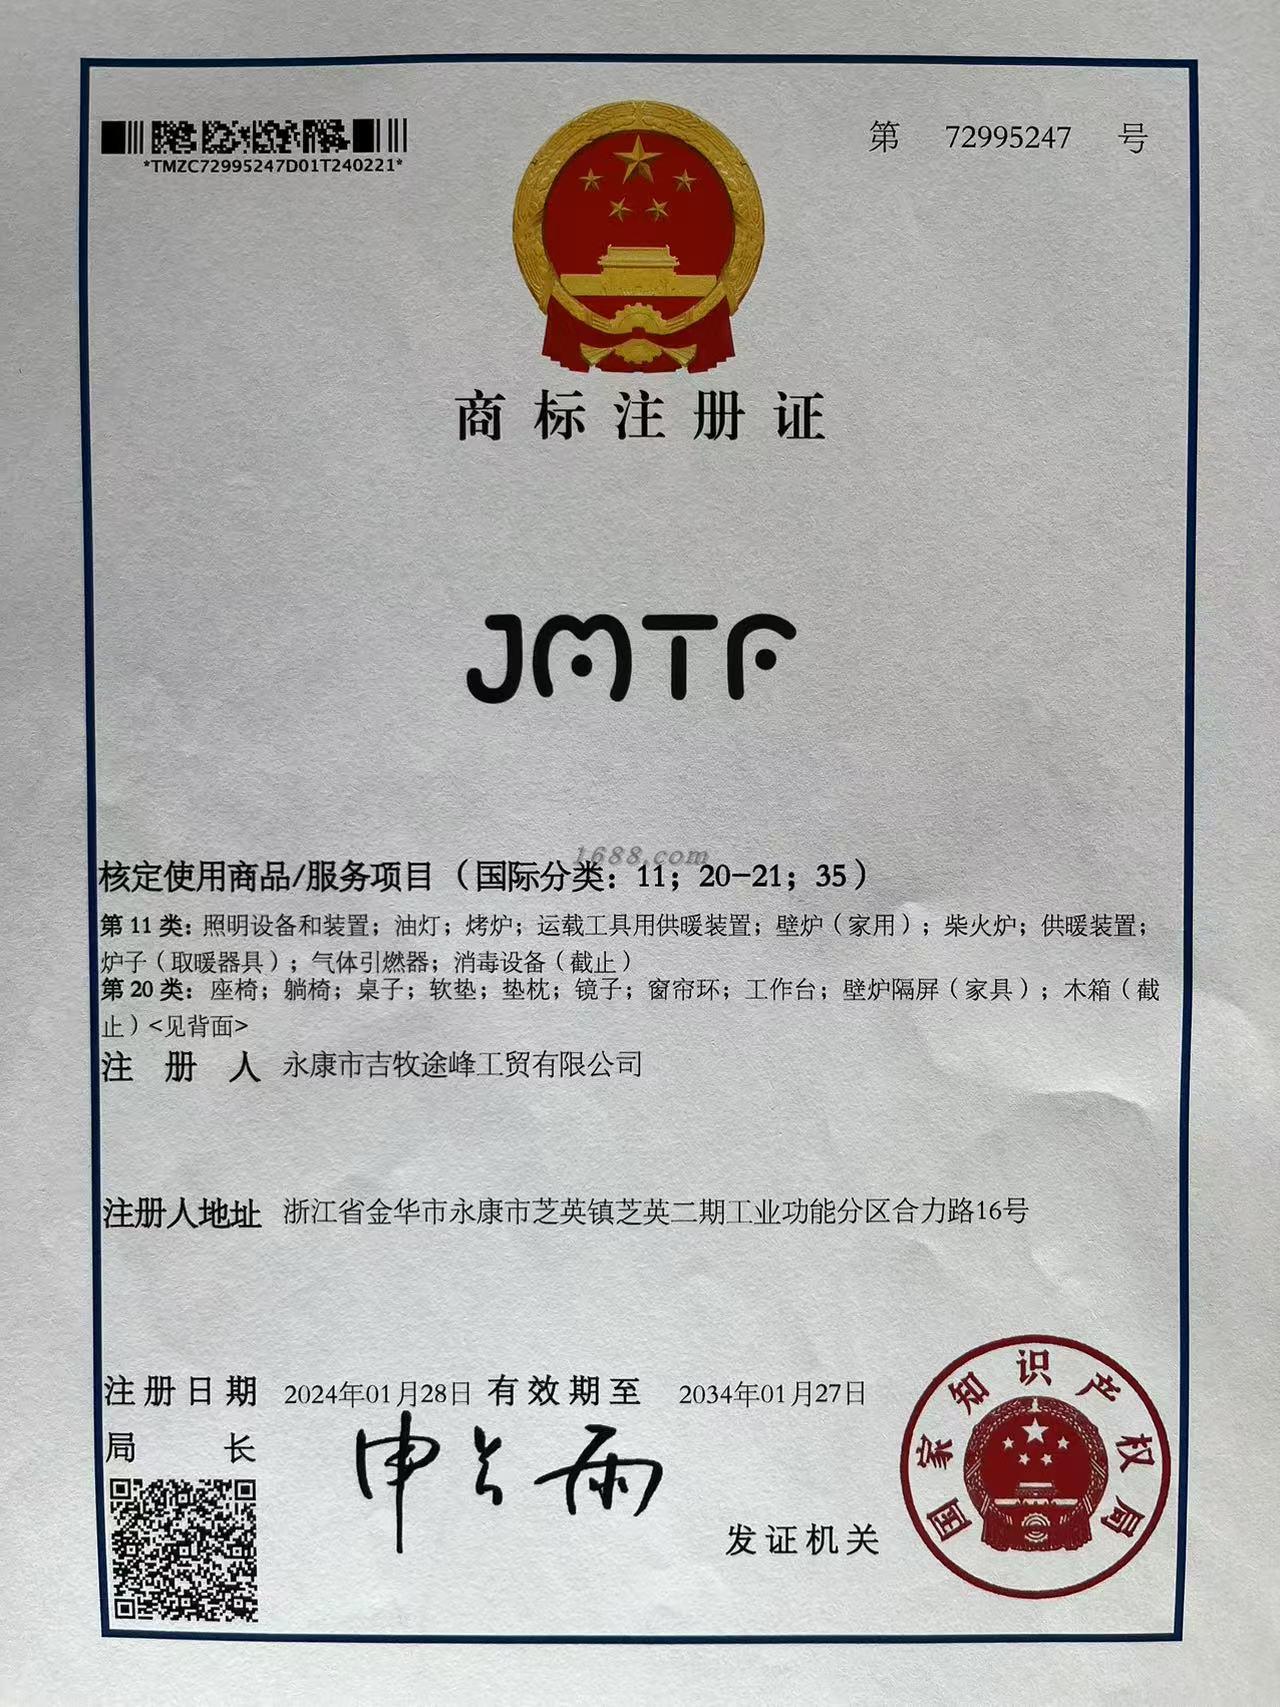 *TMZC72995247D01T240221*
第 72995247 号
商标注册证
JMTF
1688.com
核定使用商品/服务项目（国际分类：11；20-21；35）
第 11 类：照明设备和装置；油灯；烤炉；运载工具用供暖装置；壁炉（家用）；柴火炉；供暖装置；
炉子（取暖器具）；气体引燃器；消毒设备（截止）
第 20 类：座椅；躺椅；桌子；软垫；垫枕；镜子；窗帘环；工作台；壁炉隔屏（家具）；木箱（截
止）<见背面>
注册人 永康市吉牧途峰工贸有限公司
注册人地址 浙江省金华市永康市芝英镇芝英二期工业功能分区合力路16号
注册日期 2024年01月28日 有效期至 2034年01月27日
局长 申长雨
发证机关
国家知识产权局